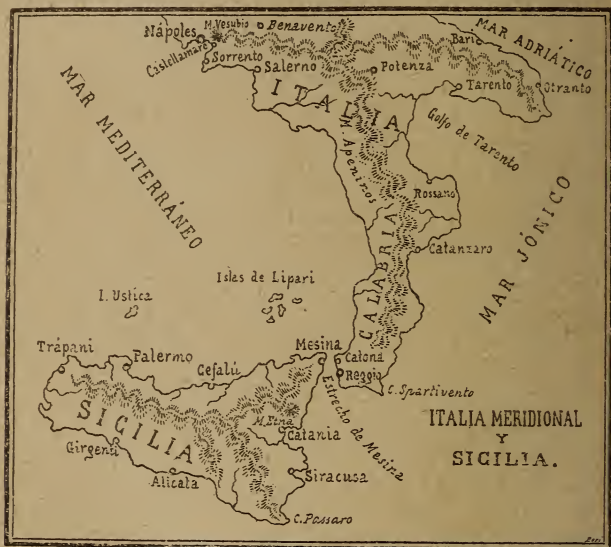 Nápoles
M. Vesubio
Benavento
MAR ADRIÁTICO
Bari
Castellamare
Sorrento
Salerno
Potenza
Tarento
Otranto
ITALIA
Golfo de Tarento
M. Apeninos
MAR MEDITERRÁNEO
Rossano
MAR JÓNICO
CALABRIA
Catanzaro
Islas de Lipari
I. Ustica
Trápani
Palermo
Cefalú
Mesina
Catona
Reggio
C. Spartivento
Estrecho de Mesina
SICILIA
M. Etna
Catania
Girgenti
Alicata
Siracusa
C. Passaro
ITALIA MERIDIONAL
Y
SICILIA.